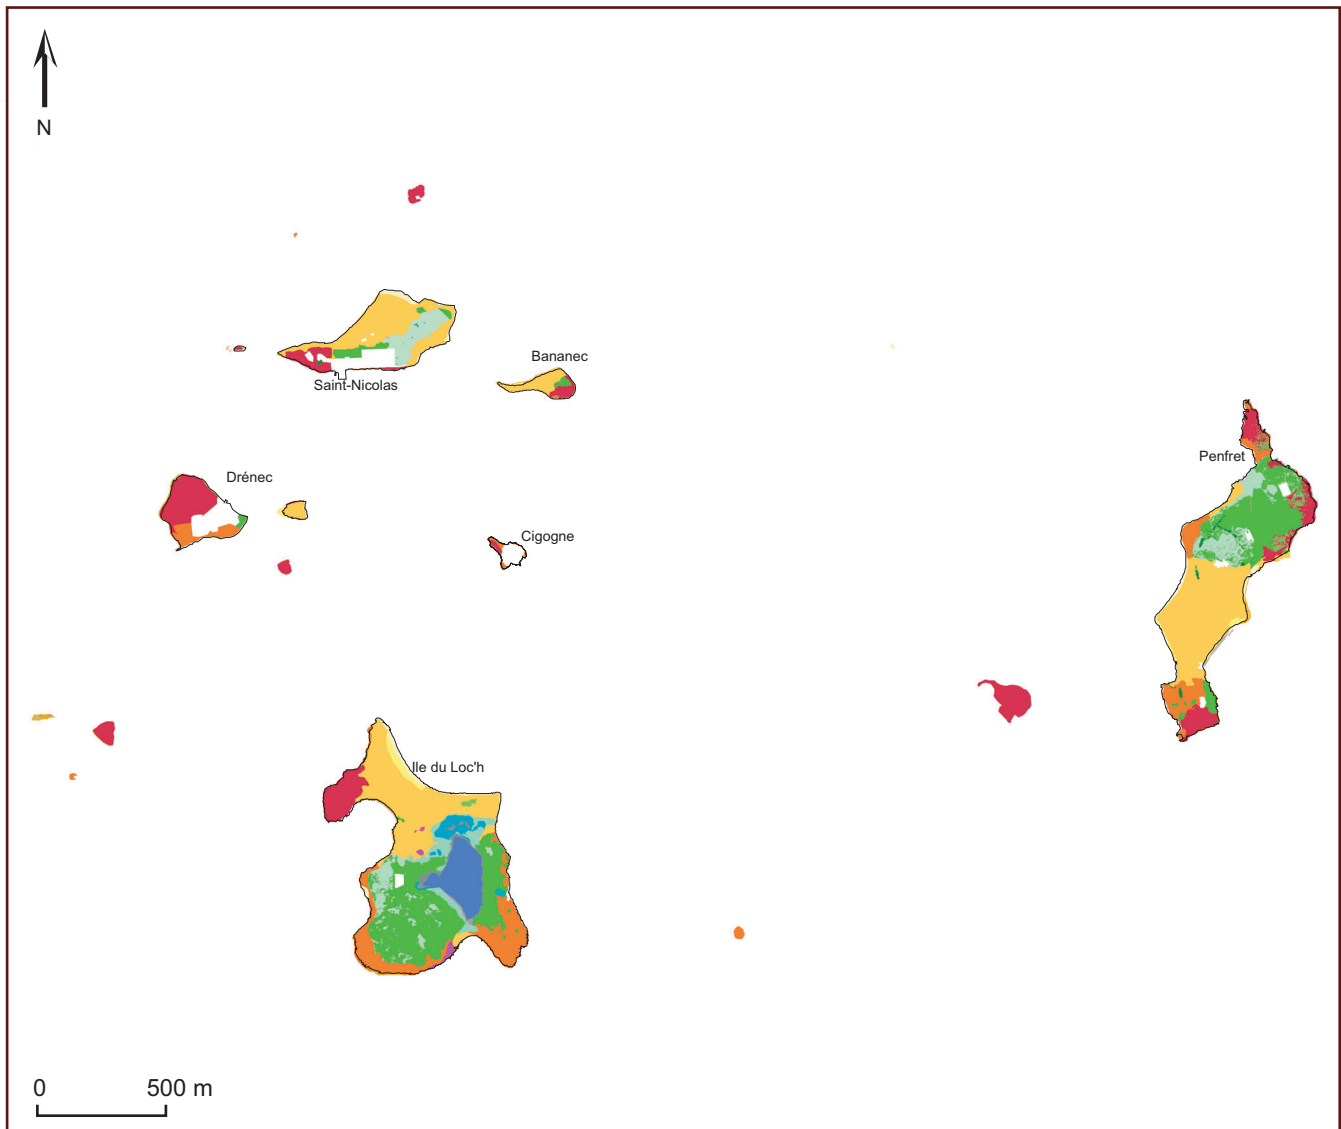 N
Bananec
Saint-Nicolas
Penfret
Drénec
Cigogne
Ile du Loc'h
0 500 m